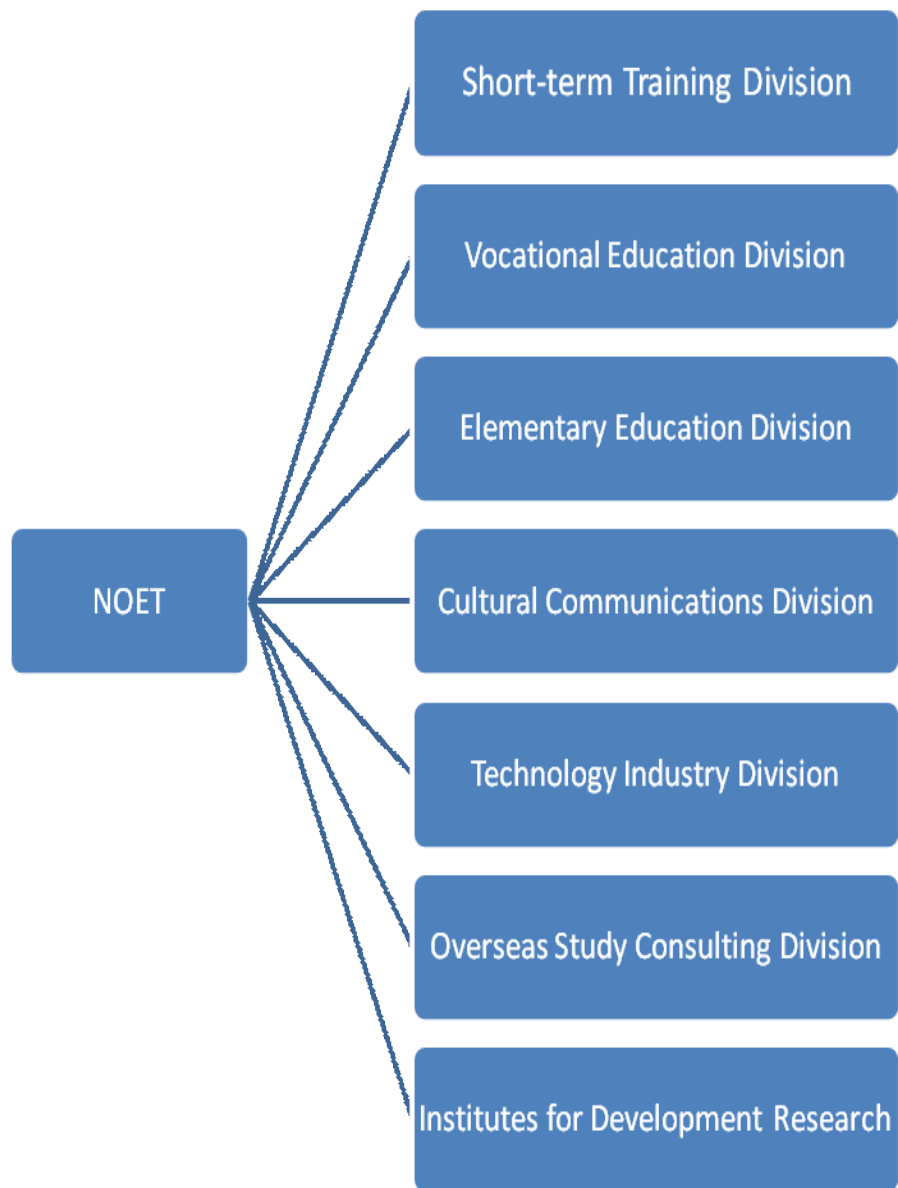 Short-term Training Division
Vocational Education Division
Elementary Education Division
NOET
Cultural Communications Division
Technology Industry Division
Overseas Study Consulting Division
Institutes for Development Research